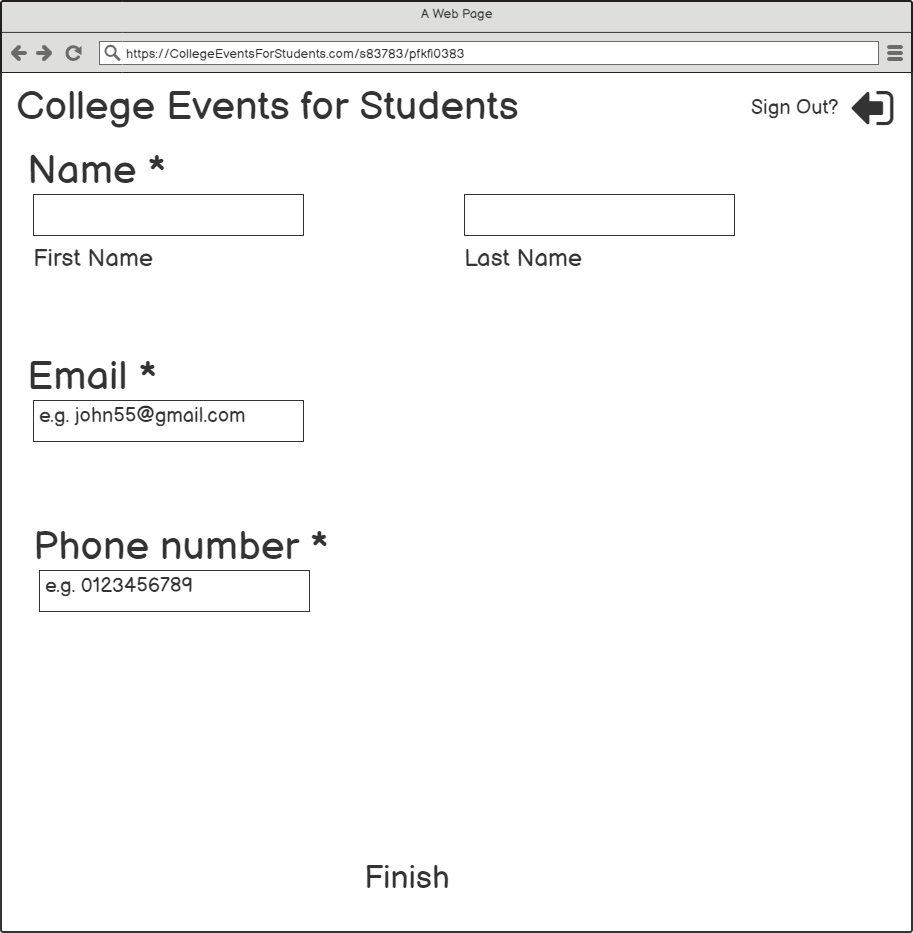 A Web Page
https://CollegeEventsForStudents.com/s83783/pfkfi0383
College Events for Students
Sign Out?
Name *
First Name
Last Name
Email *
e.g. john55@gmail.com
Phone number *
e.g. 0123456789
Finish